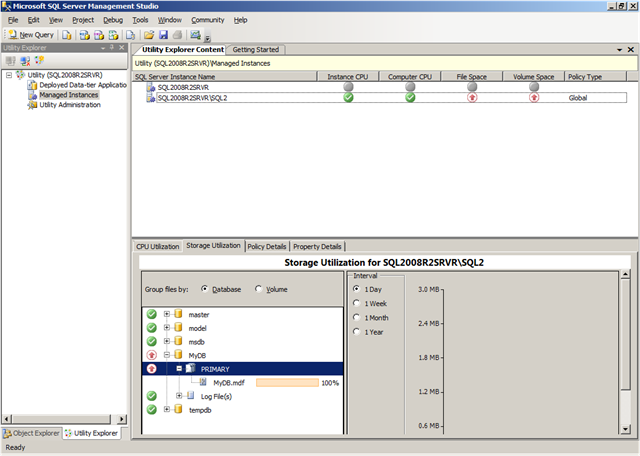 Microsoft SQL Server Management Studio
File Edit View Project Debug Tools Window Community Help
New Query
Utility Explorer
Utility (SQL2008R2SRVR)
Deployed Data-tier Applicatio
Managed Instances
Utility Administration
Object Explorer Utility Explorer
Utility Explorer Content Getting Started
Utility (SQL2008R2SRVR)\Managed Instances
SQL Server Instance Name Instance CPU Computer CPU File Space Volume Space Policy Type
SQL2008R2SRVR
SQL2008R2SRVR\SQL2 Global
CPU Utilization Storage Utilization Policy Details Property Details
Storage Utilization for SQL2008R2SRVR\SQL2
Group files by: Database Volume
master
model
msdb
MyDB
PRIMARY
MyDB.mdf 100%
Log File(s)
tempdb
Interval
1 Day
1 Week
1 Month
1 Year
3.0 MB
2.4 MB
1.8 MB
1.2 MB
0.6 MB
Ready